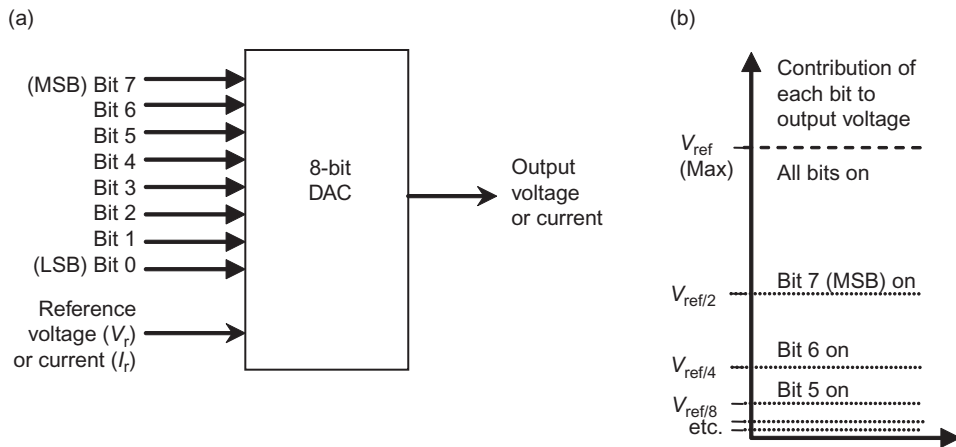 (a)
(MSB) Bit 7
Bit 6
Bit 5
Bit 4
Bit 3
Bit 2
Bit 1
(LSB) Bit 0
Reference
voltage (Vr)
or current (Ir)
8-bit
DAC
Output
voltage
or current
(b)
Contribution of
each bit to
output voltage
Vref
(Max)
All bits on
Bit 7 (MSB) on
Vref/2
Bit 6 on
Vref/4
Bit 5 on
Vref/8
etc.